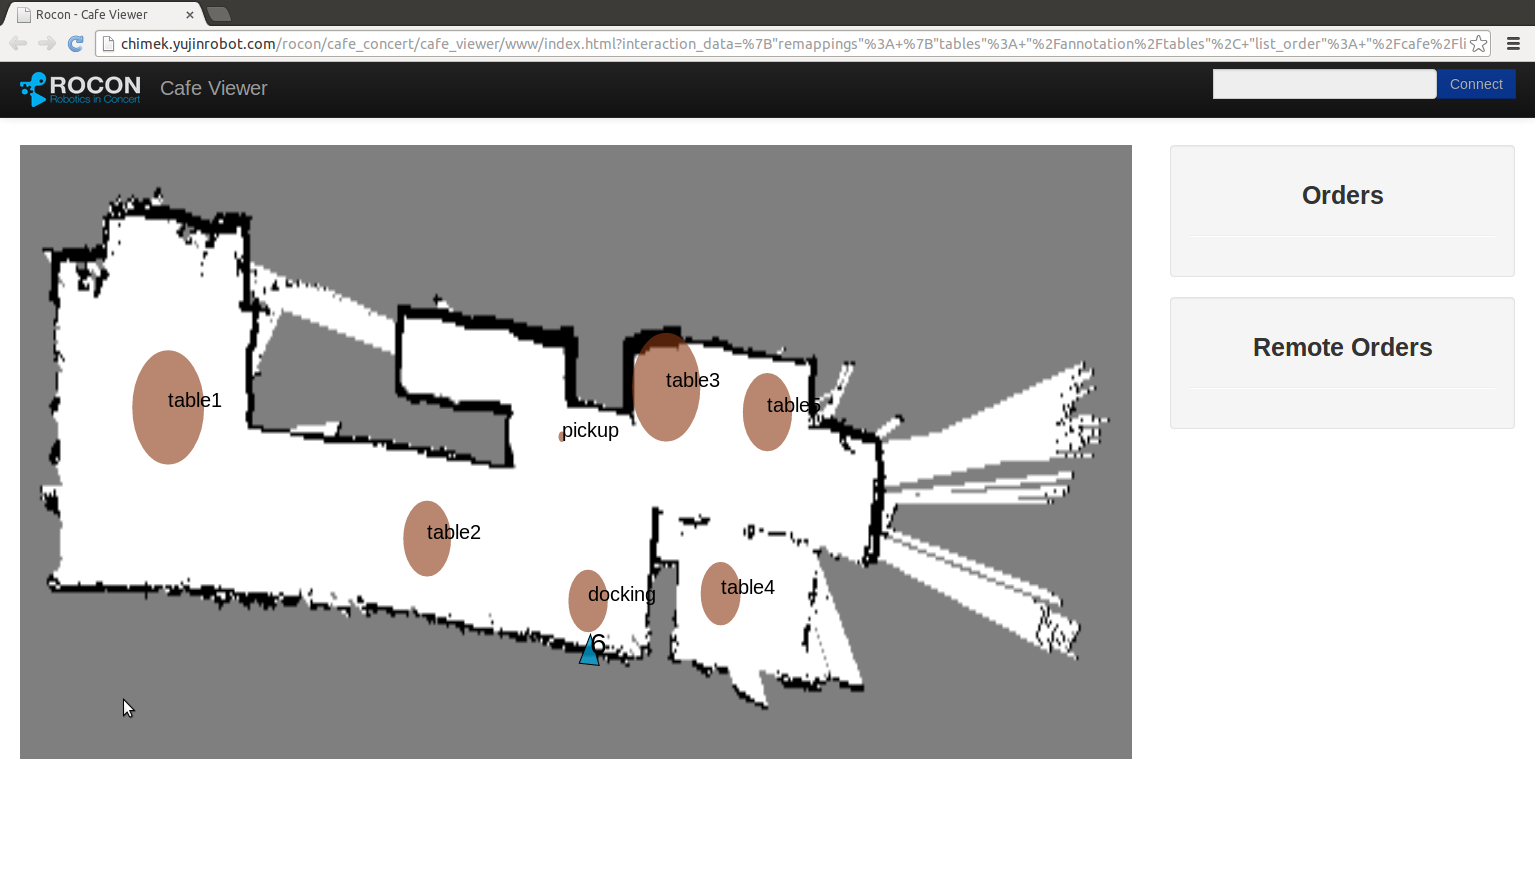 Rocon - Cafe Viewer
chimek.yujinrobot.com/rocon/cafe_concert/cafe_viewer/www/index.html?interaction_data=%7B"remappings"%3A+%7B"tables"%3A+"%2Fannotation%2Ftables"%2C+"list_order"%3A+"%2Fcafe%2Fli
ROCON
Robotics in Concert
Cafe Viewer
Connect
Orders
Remote Orders
table1
table3
table5
pickup
table2
docking
table4
6